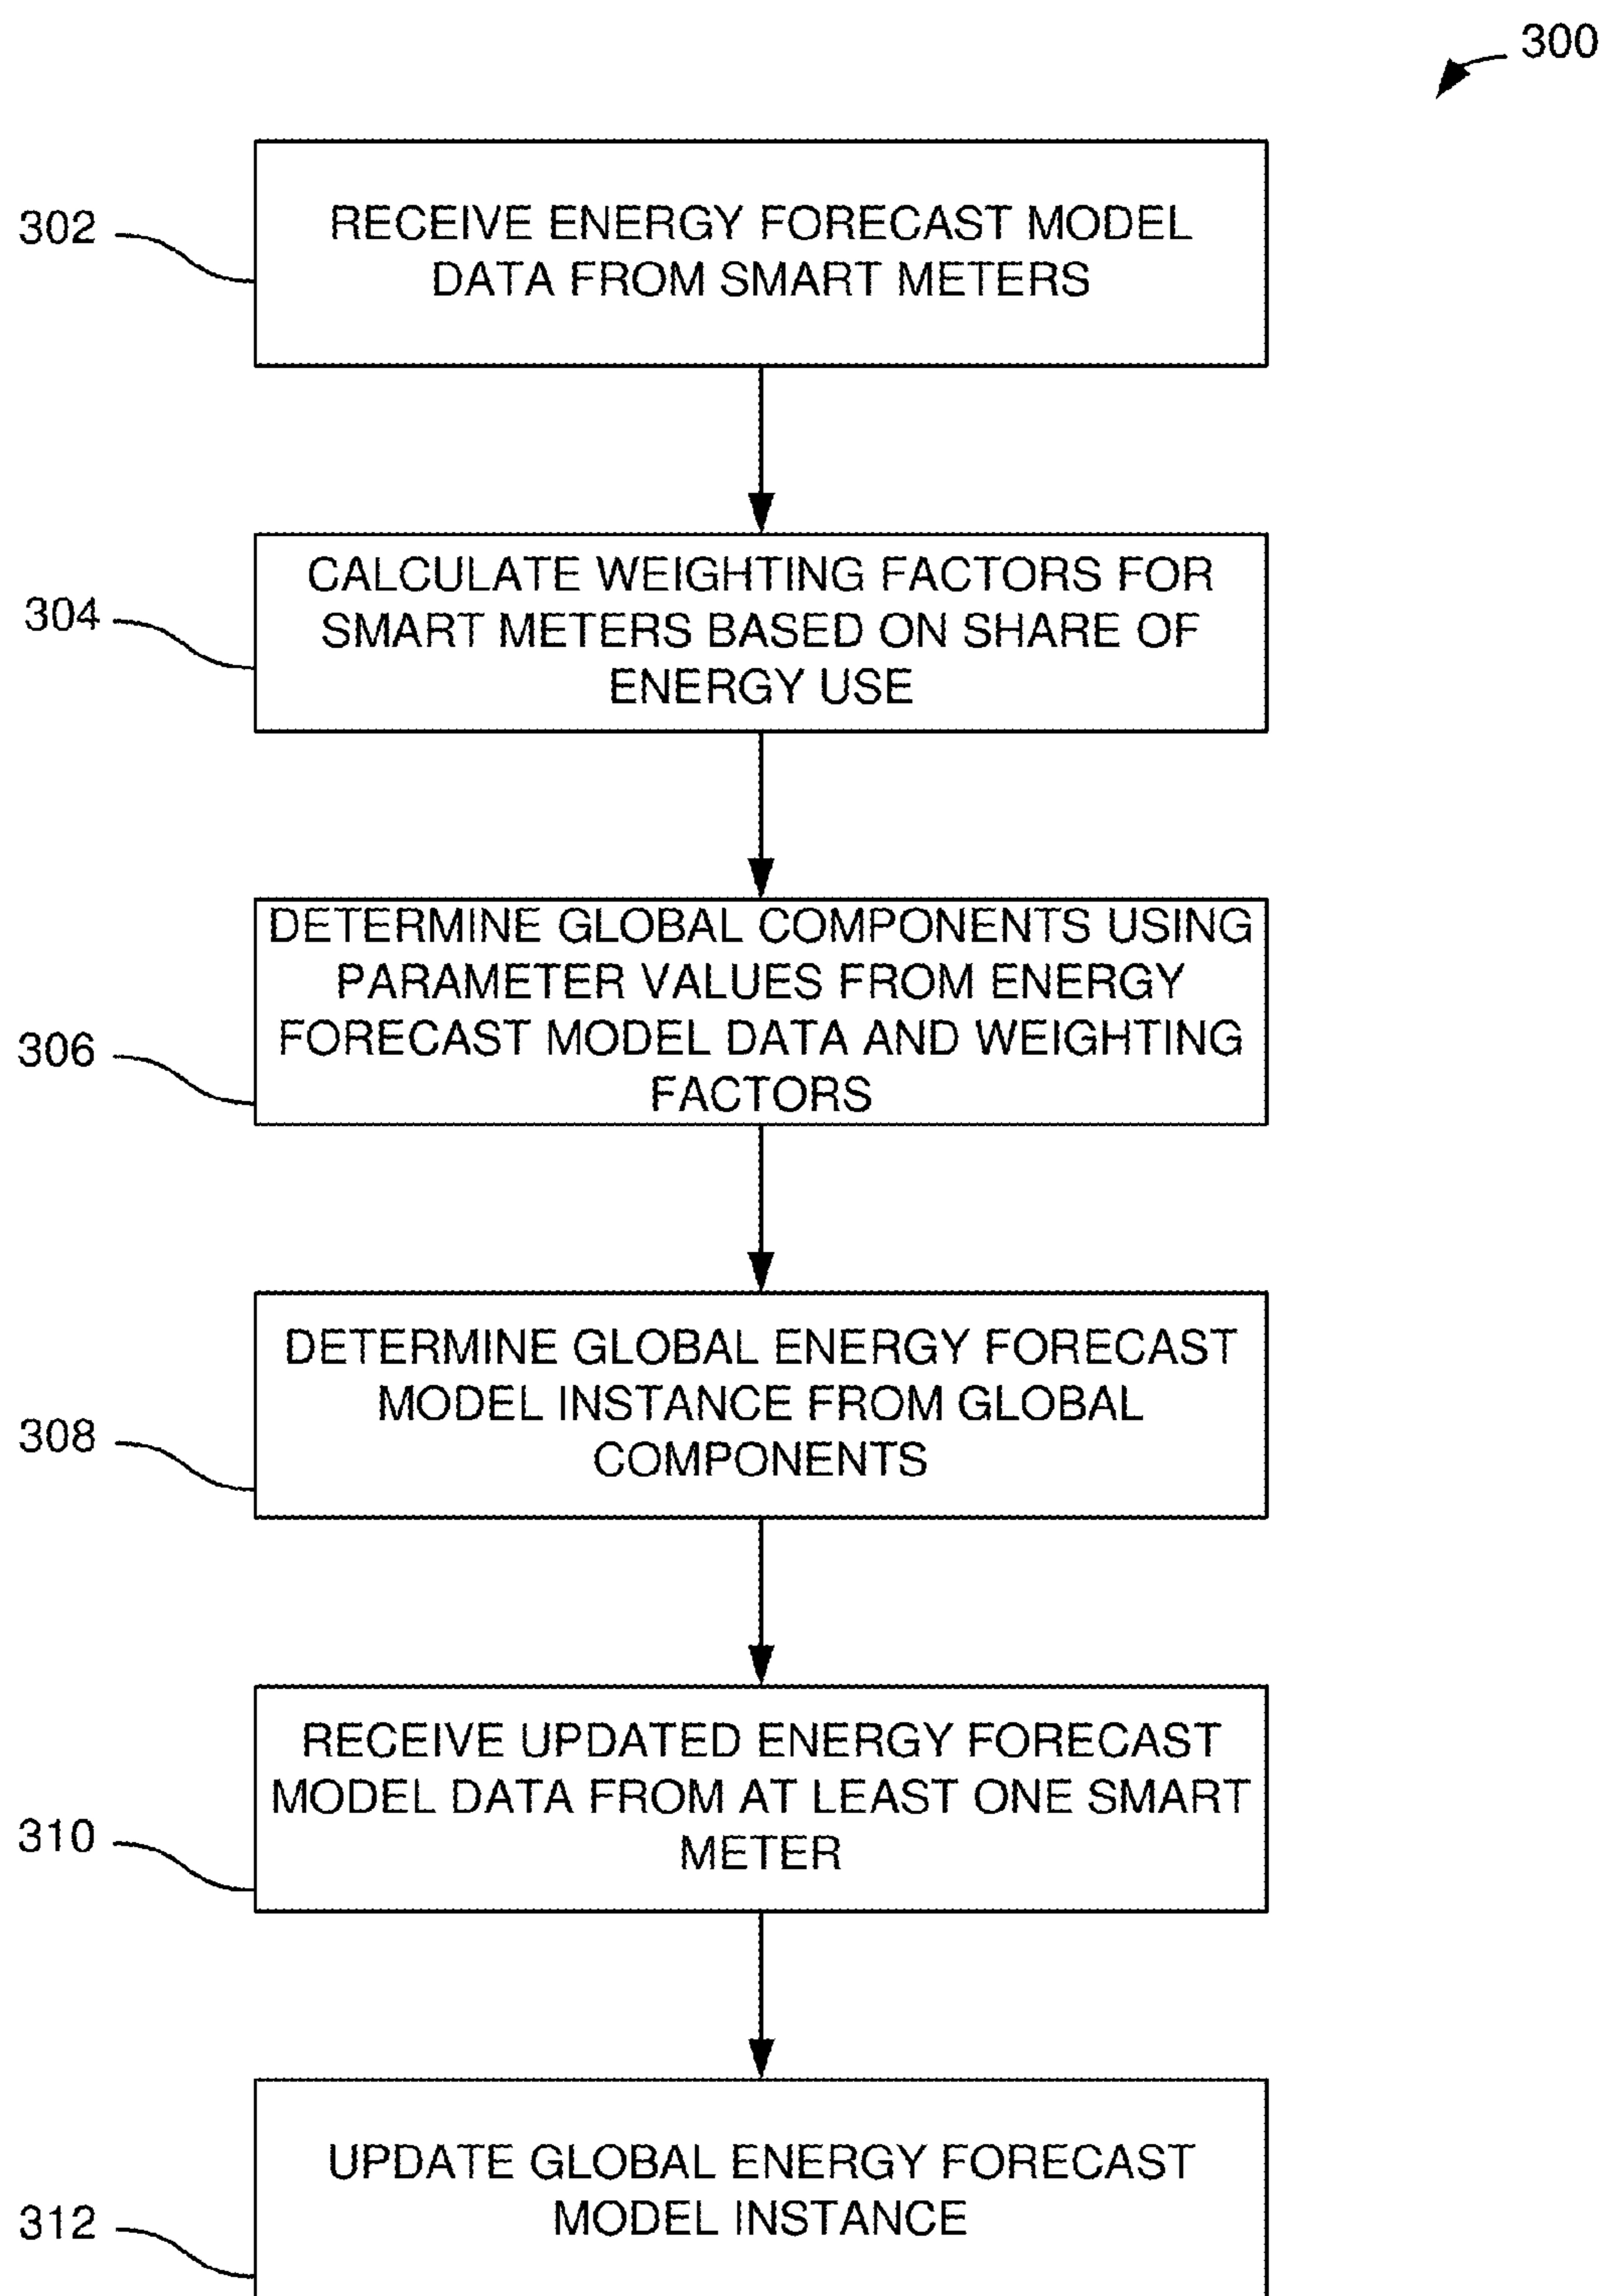 300
302
RECEIVE ENERGY FORECAST MODEL
DATA FROM SMART METERS
304
CALCULATE WEIGHTING FACTORS FOR
SMART METERS BASED ON SHARE OF
ENERGY USE
306
DETERMINE GLOBAL COMPONENTS USING
PARAMETER VALUES FROM ENERGY
FORECAST MODEL DATA AND WEIGHTING
FACTORS
308
DETERMINE GLOBAL ENERGY FORECAST
MODEL INSTANCE FROM GLOBAL
COMPONENTS
310
RECEIVE UPDATED ENERGY FORECAST
MODEL DATA FROM AT LEAST ONE SMART
METER
312
UPDATE GLOBAL ENERGY FORECAST
MODEL INSTANCE